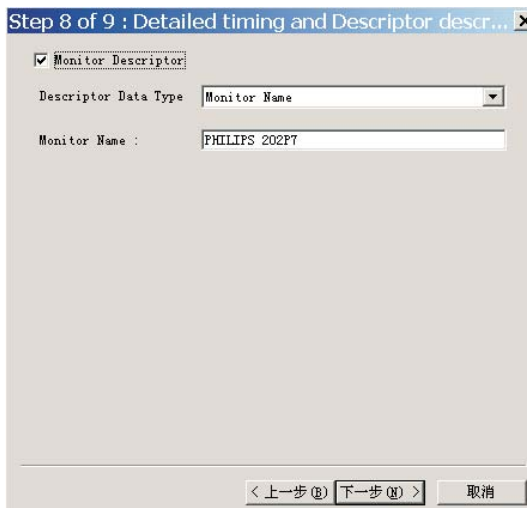 Step 8 of 9 : Detailed timing and Descriptor descr...
Monitor Descriptor
Descriptor Data Type Monitor Name
Monitor Name : PHILIPS 202P7
< 上一步(B) 下一步(N) > 取消